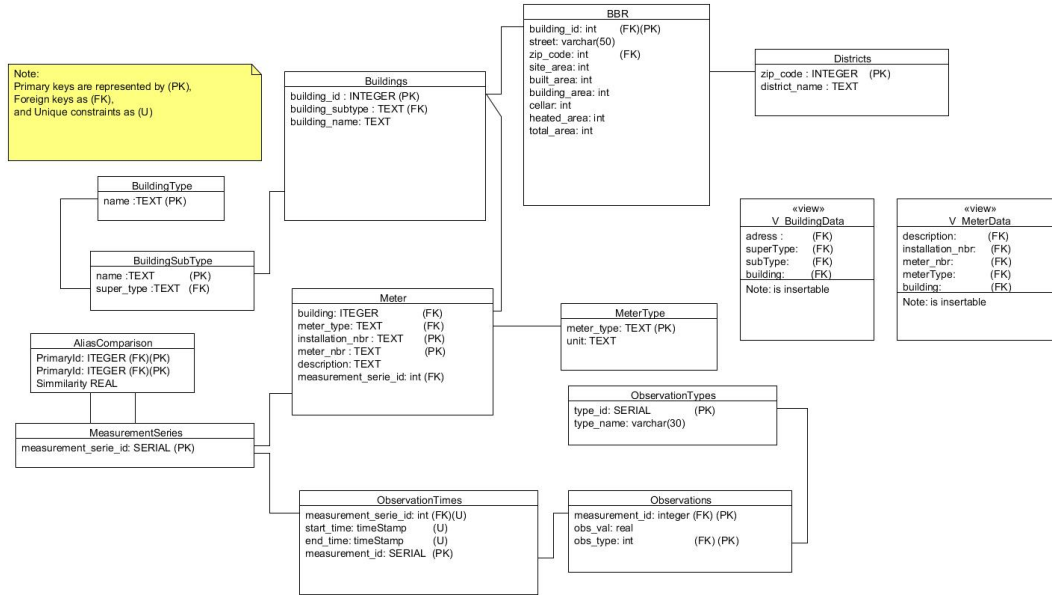 BBR
building_id: int (FK)(PK)
street: varchar(50)
zip_code: int (FK)
site_area: int
built_area: int
building_area: int
cellar: int
heated_area: int
total_area: int
Note:
Primary keys are represented by (PK),
Foreign keys as (FK),
and Unique constraints as (U)
Buildings
building_id : INTEGER (PK)
building_subtype : TEXT (FK)
building_name: TEXT
Districts
zip_code : INTEGER (PK)
district_name : TEXT
BuildingType
name :TEXT (PK)
BuildingSubType
name :TEXT (PK)
super_type :TEXT (FK)
«view»
V_BuildingData
adress : (FK)
superType: (FK)
subType: (FK)
building: (FK)
Note: is insertable
«view»
V_MeterData
description: (FK)
installation_nbr: (FK)
meter_nbr: (FK)
meterType: (FK)
building: (FK)
Note: is insertable
Meter
building: ITEGER (FK)
meter_type: TEXT (FK)
installation_nbr : TEXT (PK)
meter_nbr : TEXT (PK)
description: TEXT
measurement_serie_id: int (FK)
MeterType
meter_type: TEXT (PK)
unit: TEXT
AliasComparison
PrimaryId: ITEGER (FK)(PK)
PrimaryId: ITEGER (FK)(PK)
Simmilarity REAL
MeasurementSeries
measurement_serie_id: SERIAL (PK)
ObservationTypes
type_id: SERIAL (PK)
type_name: varchar(30)
ObservationTimes
measurement_serie_id: int (FK)(U)
start_time: timeStamp (U)
end_time: timeStamp (U)
measurement_id: SERIAL (PK)
Observations
measurement_id: integer (FK) (PK)
obs_val: real
obs_type: int (FK) (PK)